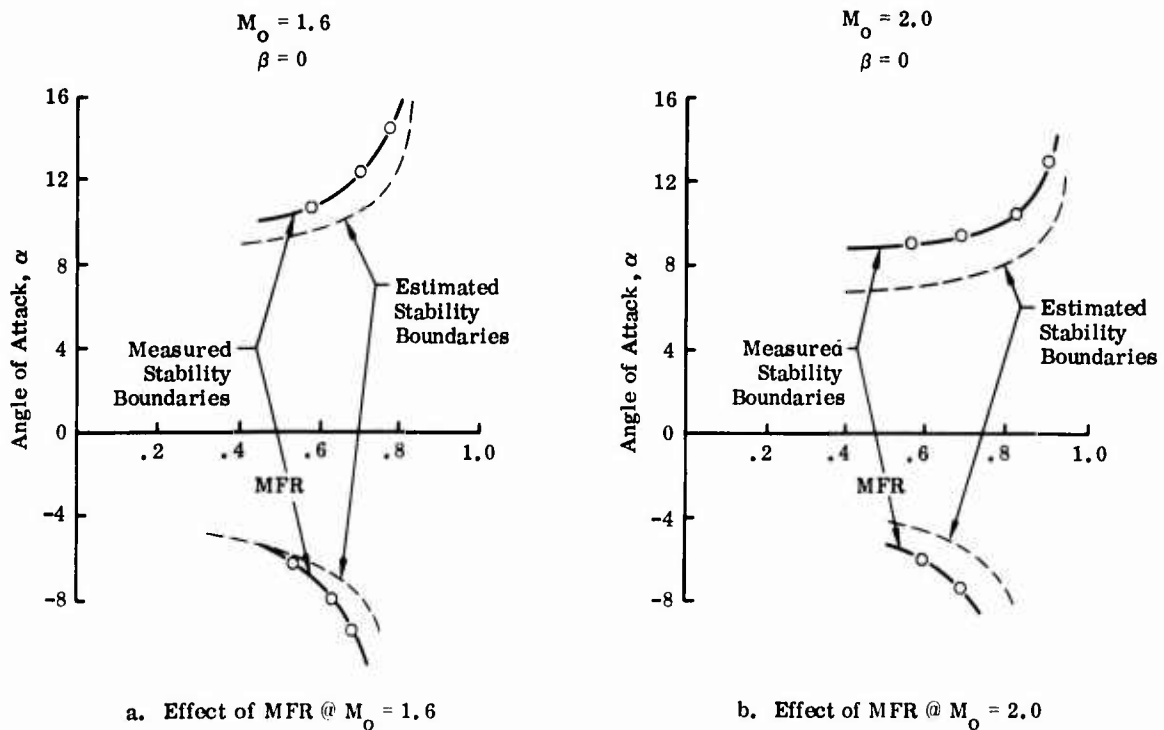 M_o = 1.6
β = 0
Angle of Attack, α
16
12
8
4
0
-4
-8
.2
.4
.6
.8
1.0
MFR
Measured
Stability
Boundaries
Estimated
Stability
Boundaries
a. Effect of MFR @ M_o = 1.6
M_o = 2.0
β = 0
Angle of Attack, α
16
12
8
4
0
-4
-8
.2
.4
.6
.8
1.0
MFR
Measured
Stability
Boundaries
Estimated
Stability
Boundaries
b. Effect of MFR @ M_o = 2.0